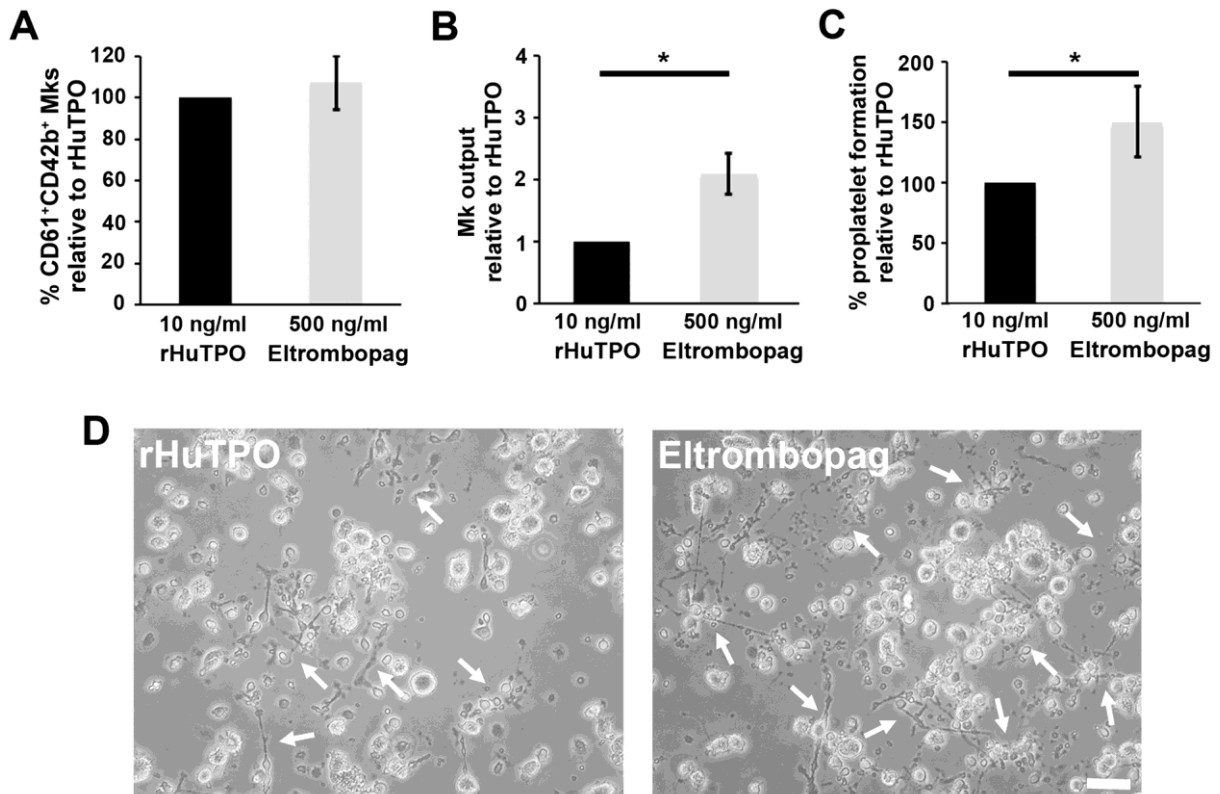 A
% CD61⁺CD42b⁺ Mks
relative to rHuTPO
120
100
80
60
40
20
0
10 ng/ml
rHuTPO
500 ng/ml
Eltrombopag
B
Mk output
relative to rHuTPO
4
3
2
1
0
*
10 ng/ml
rHuTPO
500 ng/ml
Eltrombopag
C
% proplatelet formation
relative to rHuTPO
200
150
100
50
0
*
10 ng/ml
rHuTPO
500 ng/ml
Eltrombopag
D
rHuTPO
Eltrombopag